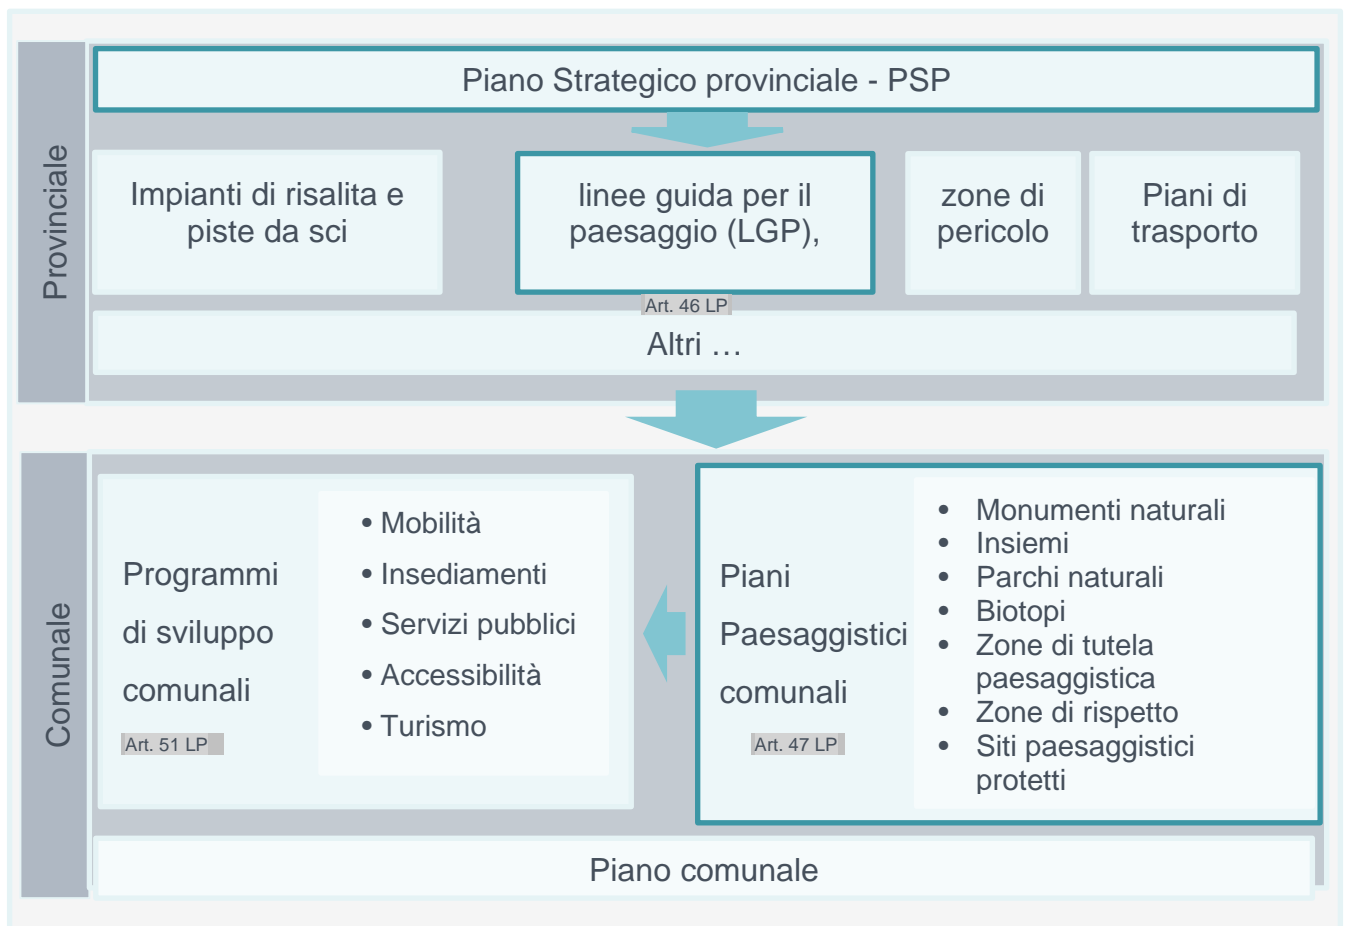 Provinciale
Piano Strategico provinciale - PSP
Impianti di risalita e
piste da sci
linee guida per il
paesaggio (LGP),
Art. 46 LP
zone di
pericolo
Piani di
trasporto
Altri …
Comunale
Programmi
di sviluppo
comunali
Art. 51 LP
• Mobilità
• Insediamenti
• Servizi pubblici
• Accessibilità
• Turismo
Piani
Paesaggistici
comunali
Art. 47 LP
• Monumenti naturali
• Insiemi
• Parchi naturali
• Biotopi
• Zone di tutela
paesaggistica
• Zone di rispetto
• Siti paesaggistici
protetti
Piano comunale